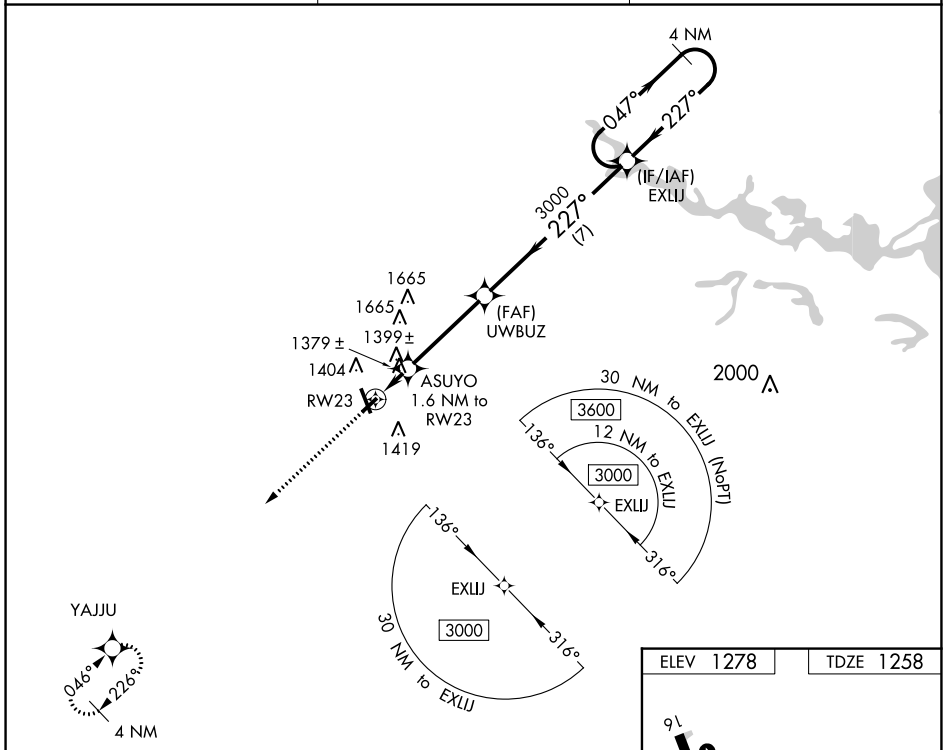 4 NM
047°
227°
(IF/IAF)
EXLIJ
3000
227°
(7)
1665
1665
(FAF)
UWBUZ
1379 ±
1399 ±
1404
ASUYO
1.6 NM to
RW23
RW23
1419
2000
30 NM to EXLIJ (NoPT)
3600
12 NM to EXLIJ
136°
3000
EXLIJ
316°
136°
EXLIJ
3000
316°
30 NM to EXLIJ
YAJJU
046°
226°
4 NM
ELEV 1278
TDZE 1258
16